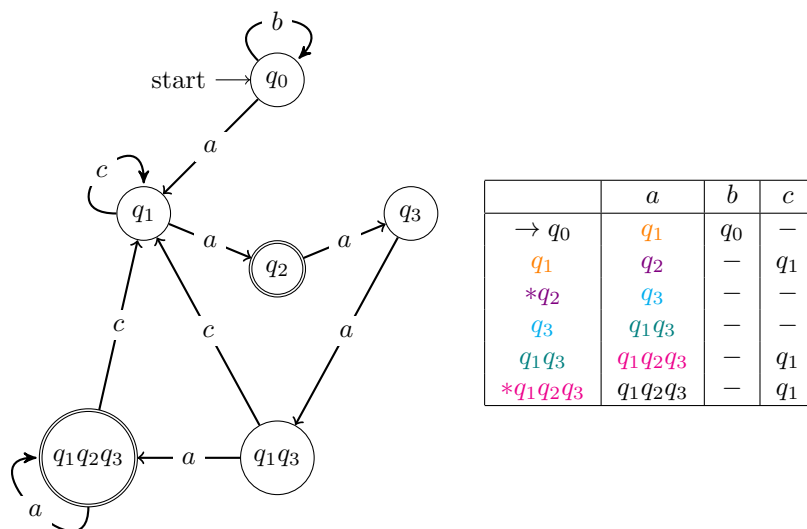 b
start q₀
a
c
q₁ a q₂ a q₃
c c a
q₁q₂q₃ a q₁q₃
a
a b c
→ q₀ q₁ q₀ −
q₁ q₂ − q₁
*q₂ q₃ − −
q₃ q₁q₃ − −
q₁q₃ q₁q₂q₃ − q₁
*q₁q₂q₃ q₁q₂q₃ − q₁